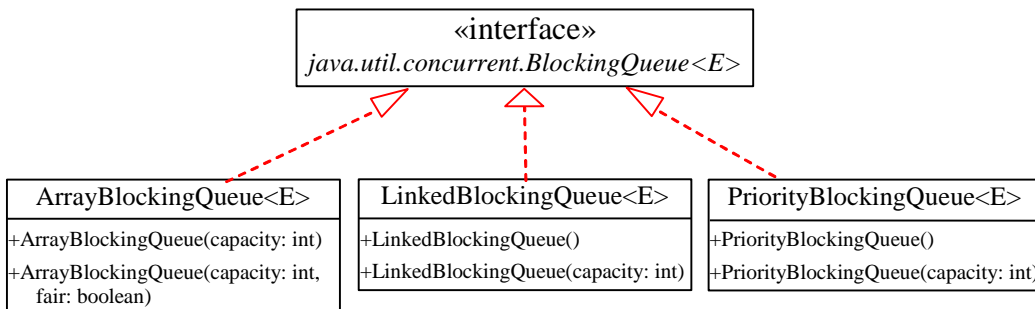 «interface»
java.util.concurrent.BlockingQueue<E>
ArrayBlockingQueue<E>
+ArrayBlockingQueue(capacity: int)
+ArrayBlockingQueue(capacity: int,
fair: boolean)
LinkedBlockingQueue<E>
+LinkedBlockingQueue()
+LinkedBlockingQueue(capacity: int)
PriorityBlockingQueue<E>
+PriorityBlockingQueue()
+PriorityBlockingQueue(capacity: int)